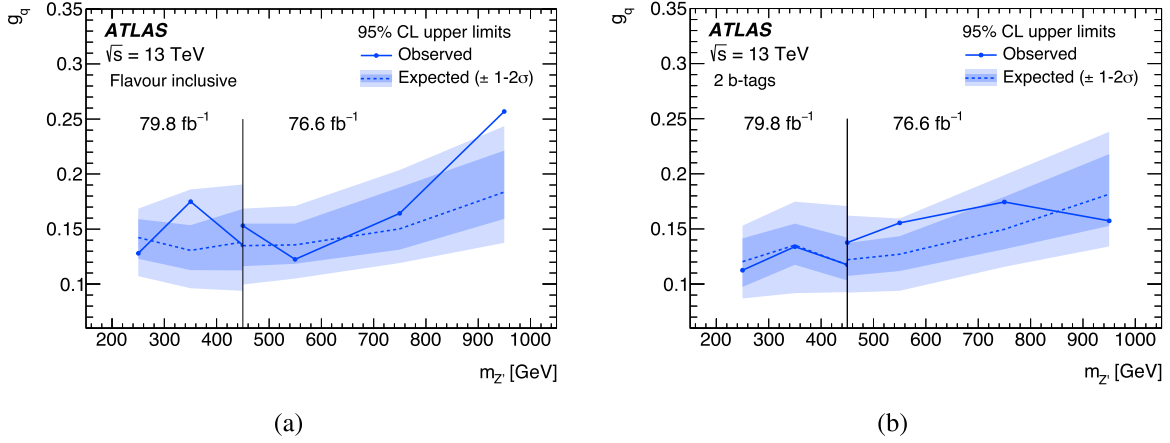 g_q
0.35
0.3
0.25
0.2
0.15
0.1
ATLAS
√s = 13 TeV
Flavour inclusive
95% CL upper limits
Observed
Expected (± 1-2σ)
79.8 fb⁻¹
76.6 fb⁻¹
200 300 400 500 600 700 800 900 1000
m_Z' [GeV]
(a)
g_q
0.35
0.3
0.25
0.2
0.15
0.1
ATLAS
√s = 13 TeV
2 b-tags
95% CL upper limits
Observed
Expected (± 1-2σ)
79.8 fb⁻¹
76.6 fb⁻¹
200 300 400 500 600 700 800 900 1000
m_Z' [GeV]
(b)